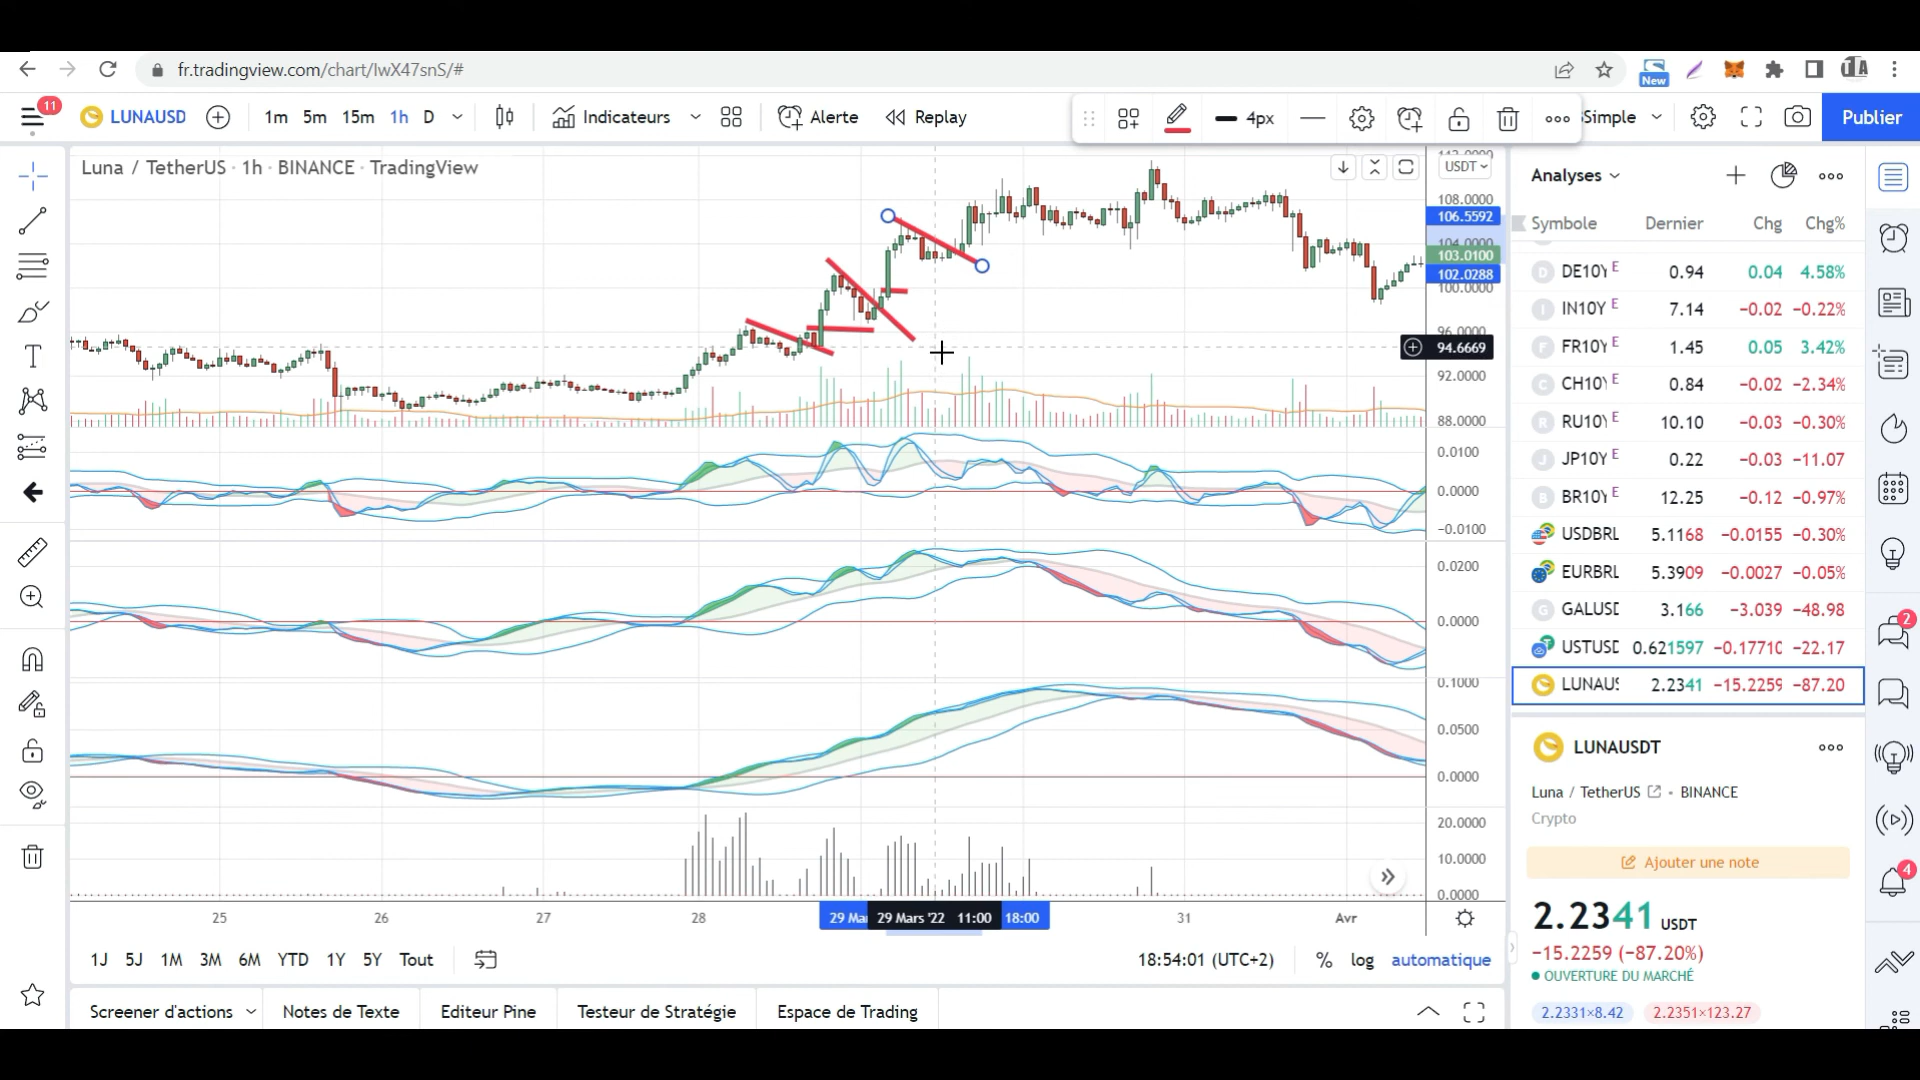 fr.tradingview.com/chart/IwX47snS/#
New
11
LUNAUSD
1m 5m 15m 1h D
Indicateurs
Alerte
Replay
4px
Simple
Publier
Luna / TetherUS · 1h · BINANCE · TradingView
USDT
108.0000
106.5592
104.0000
103.0100
102.0288
100.0000
96.0000
94.6669
92.0000
88.0000
0.0100
0.0000
−0.0100
0.0200
0.0000
0.1000
0.0500
0.0000
20.0000
10.0000
0.0000
25 26 27 28 29 Mar 29 Mars '22 11:00 18:00 31 Avr
1J 5J 1M 3M 6M YTD 1Y 5Y Tout
18:54:01 (UTC+2) % log automatique
Screener d'actions Notes de Texte Editeur Pine Testeur de Stratégie Espace de Trading
Analyses
Symbole Dernier Chg Chg%
D DE10Y E 0.94 0.04 4.58%
I IN10Y E 7.14 −0.02 −0.22%
F FR10Y E 1.45 0.05 3.42%
C CH10Y E 0.84 −0.02 −2.34%
R RU10Y E 10.10 −0.03 −0.30%
J JP10Y E 0.22 −0.03 −11.07
B BR10Y E 12.25 −0.12 −0.97%
USDBRL 5.1168 −0.0155 −0.30%
EURBRL 5.3909 −0.0027 −0.05%
G GALUSD 3.166 −3.039 −48.98
USTUSD 0.621597 −0.17710 −22.17
LUNAUS 2.2341 −15.2259 −87.20
LUNAUSDT
Luna / TetherUS · BINANCE
Crypto
Ajouter une note
2.2341 USDT
−15.2259 (−87.20%)
OUVERTURE DU MARCHÉ
2.2331×8.42 2.2351×123.27
2
4